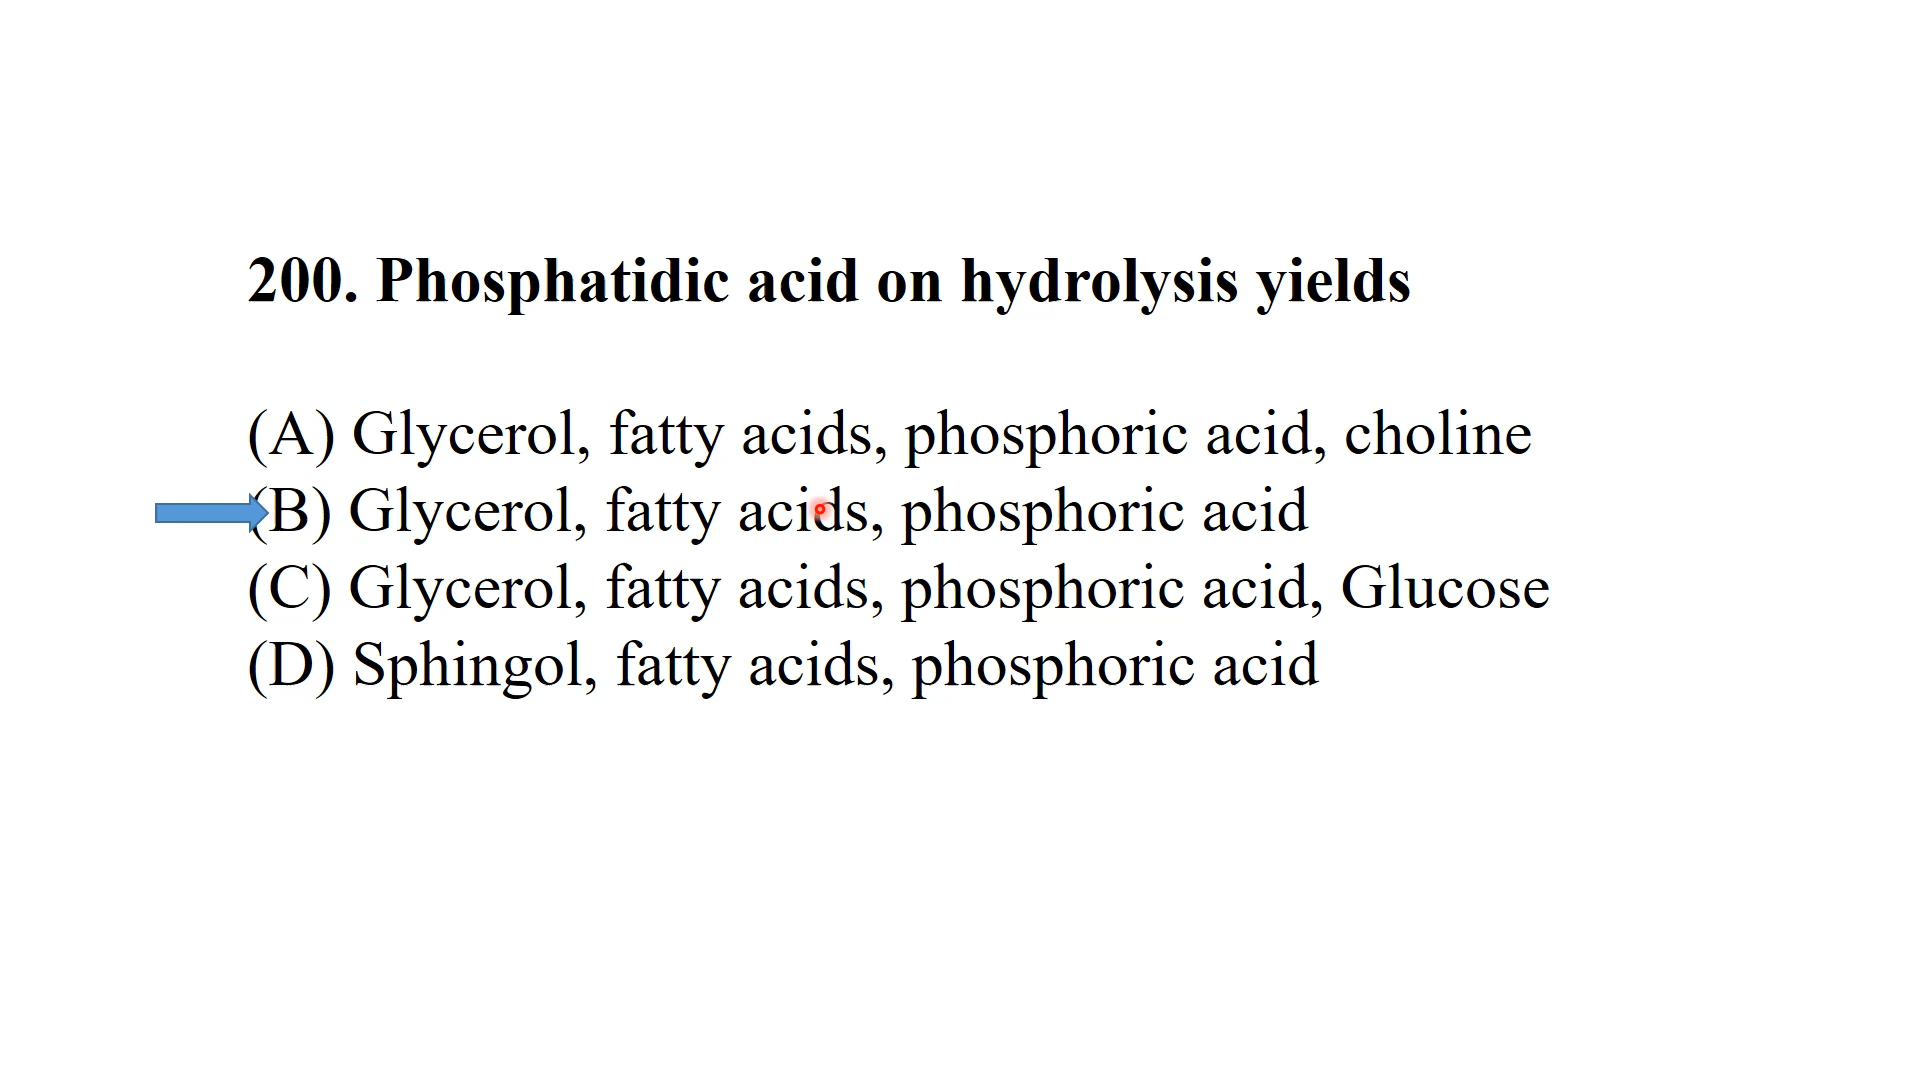 200. Phosphatidic acid on hydrolysis yields
(A) Glycerol, fatty acids, phosphoric acid, choline
(B) Glycerol, fatty acids, phosphoric acid
(C) Glycerol, fatty acids, phosphoric acid, Glucose
(D) Sphingol, fatty acids, phosphoric acid